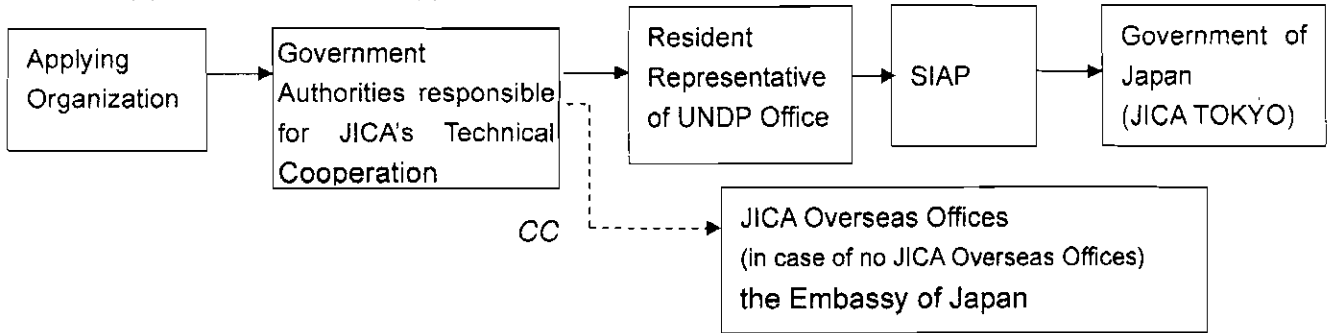 Applying
Organization
Government
Authorities responsible
for JICA's Technical
Cooperation
Resident
Representative
of UNDP Office
SIAP
Government of
Japan
(JICA TOKYO)
CC
JICA Overseas Offices
(in case of no JICA Overseas Offices)
the Embassy of Japan